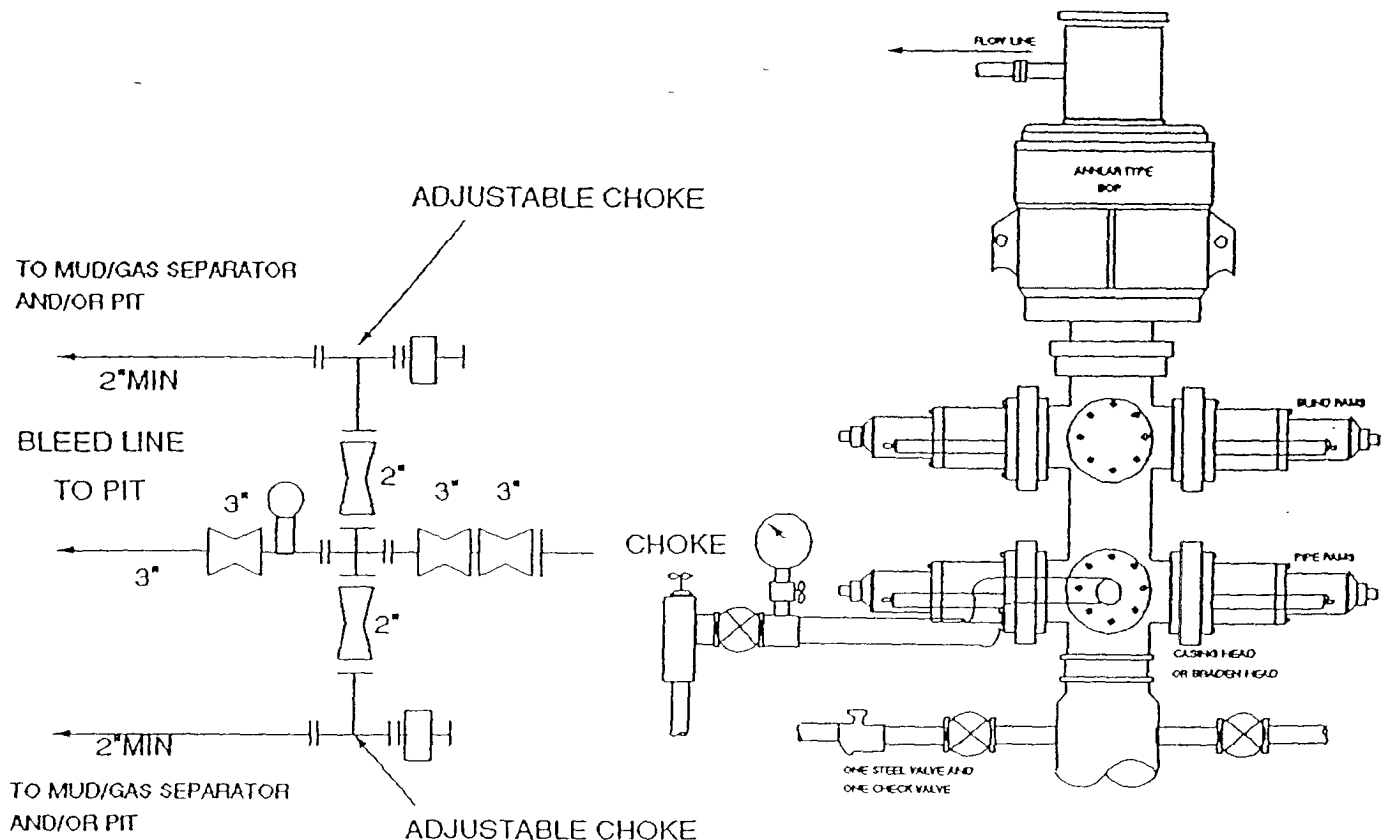 FLOW LINE
ANNLAR TYPE
BOP
ADJUSTABLE CHOKE
TO MUD/GAS SEPARATOR
AND/OR PIT
2"MIN
BLEED LINE
TO PIT
2"
3"
3"
3"
3"
2"
CHOKE
BLIND RAMS
PIPE RAMS
CASING HEAD
OR BRADEN HEAD
2"MIN
TO MUD/GAS SEPARATOR
AND/OR PIT
ADJUSTABLE CHOKE
ONE STEEL VALVE AND
ONE CHECK VALVE